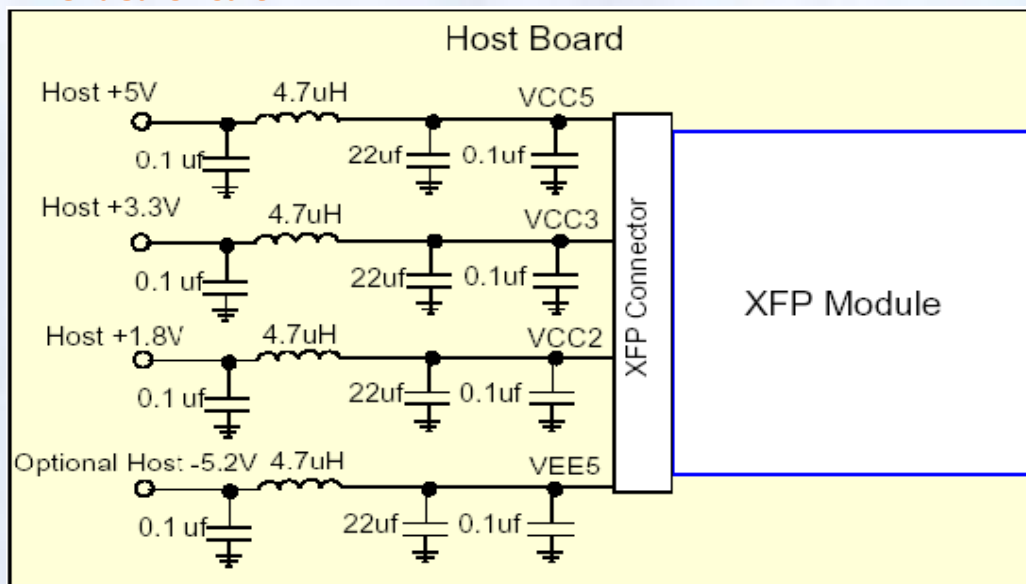 Host Board
Host +5V
4.7uH
VCC5
0.1 uf
22uf
0.1uf
Host +3.3V
4.7uH
VCC3
0.1 uf
22uf
0.1uf
Host +1.8V
4.7uH
VCC2
0.1 uf
22uf
0.1uf
Optional Host -5.2V
4.7uH
VEE5
0.1 uf
22uf
0.1uf
XFP Connector
XFP Module